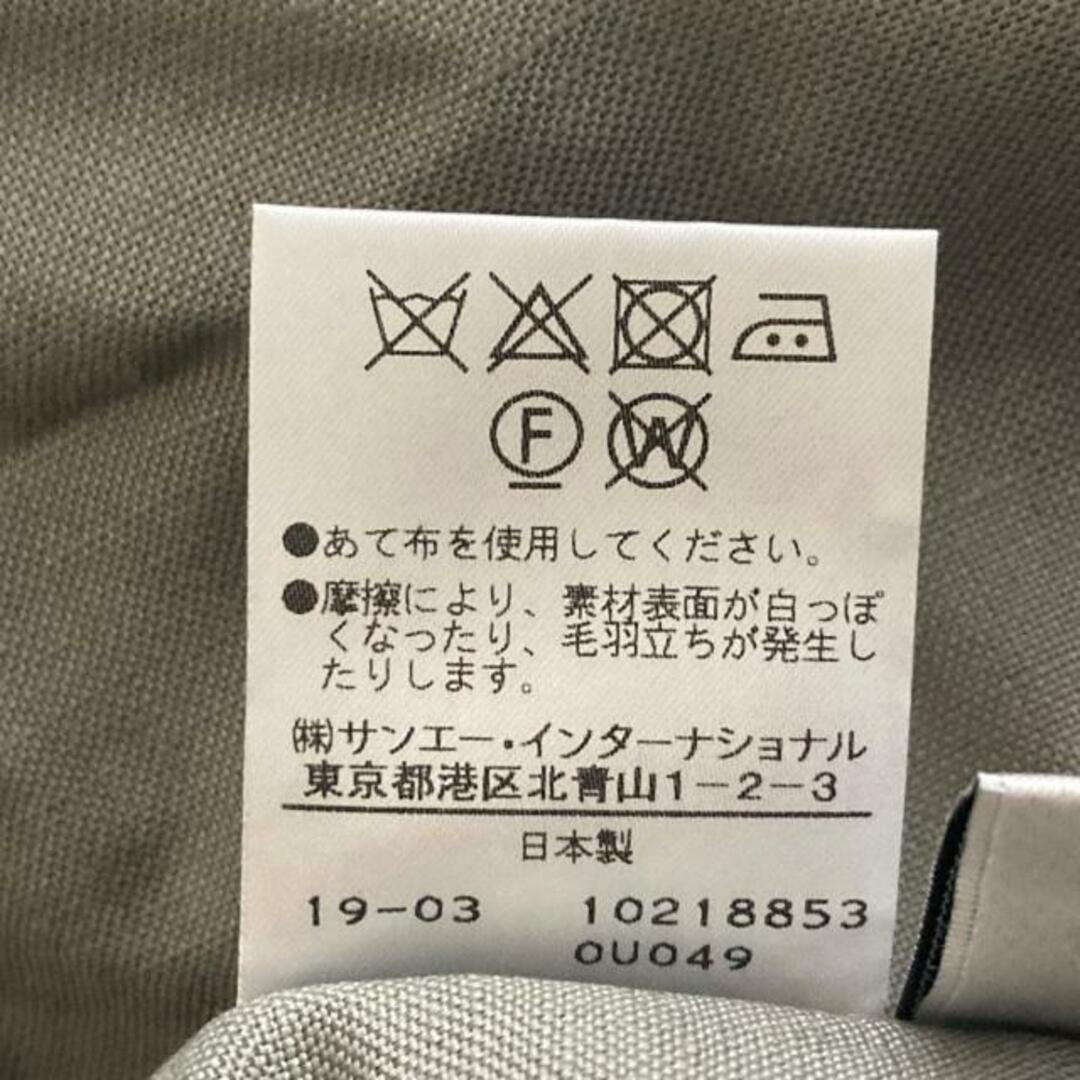 F W
●あて布を使用してください。
●摩擦により、素材表面が白っぽ
くなったり、毛羽立ちが発生し
たりします。
㈱サンエー・インターナショナル
東京都港区北青山1-2-3
日本製
19-03 10218853
0U049